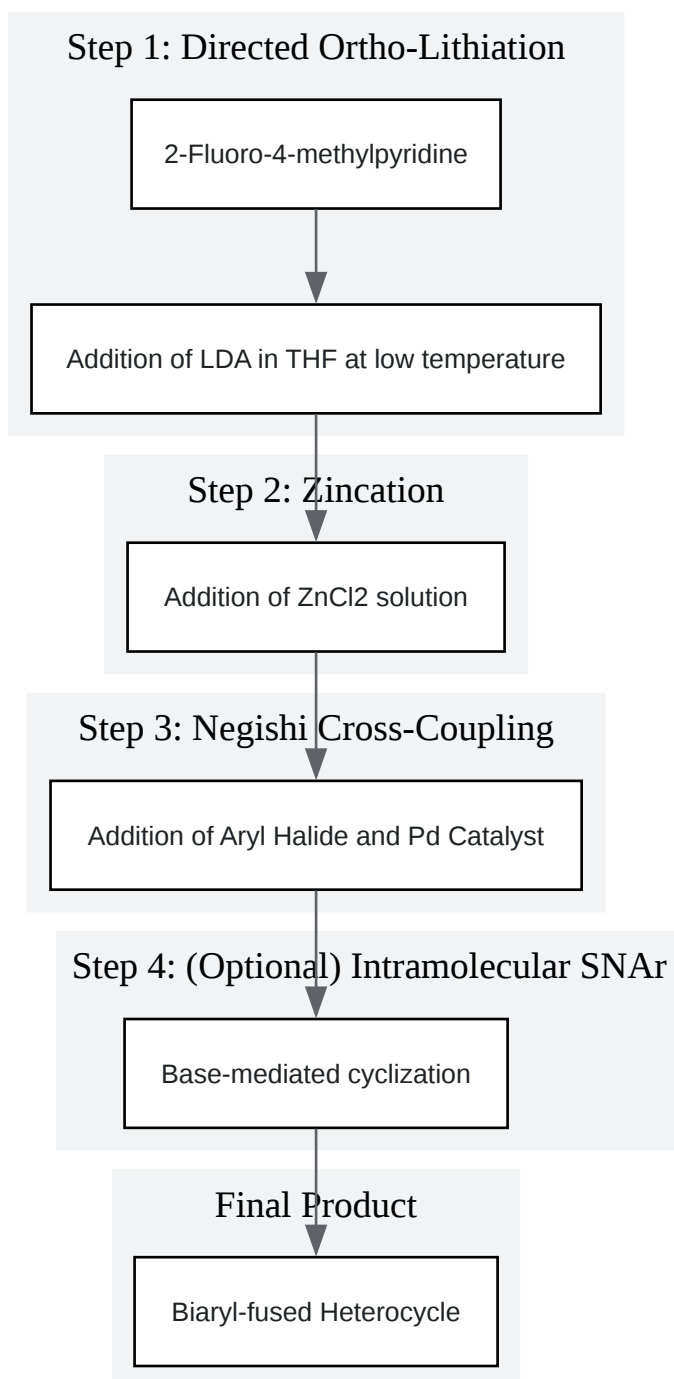 Step 1: Directed Ortho-Lithiation
2-Fluoro-4-methylpyridine
Addition of LDA in THF at low temperature
Step 2: Zincation
Addition of ZnCl2 solution
Step 3: Negishi Cross-Coupling
Addition of Aryl Halide and Pd Catalyst
Step 4: (Optional) Intramolecular SNAr
Base-mediated cyclization
Final Product
Biaryl-fused Heterocycle